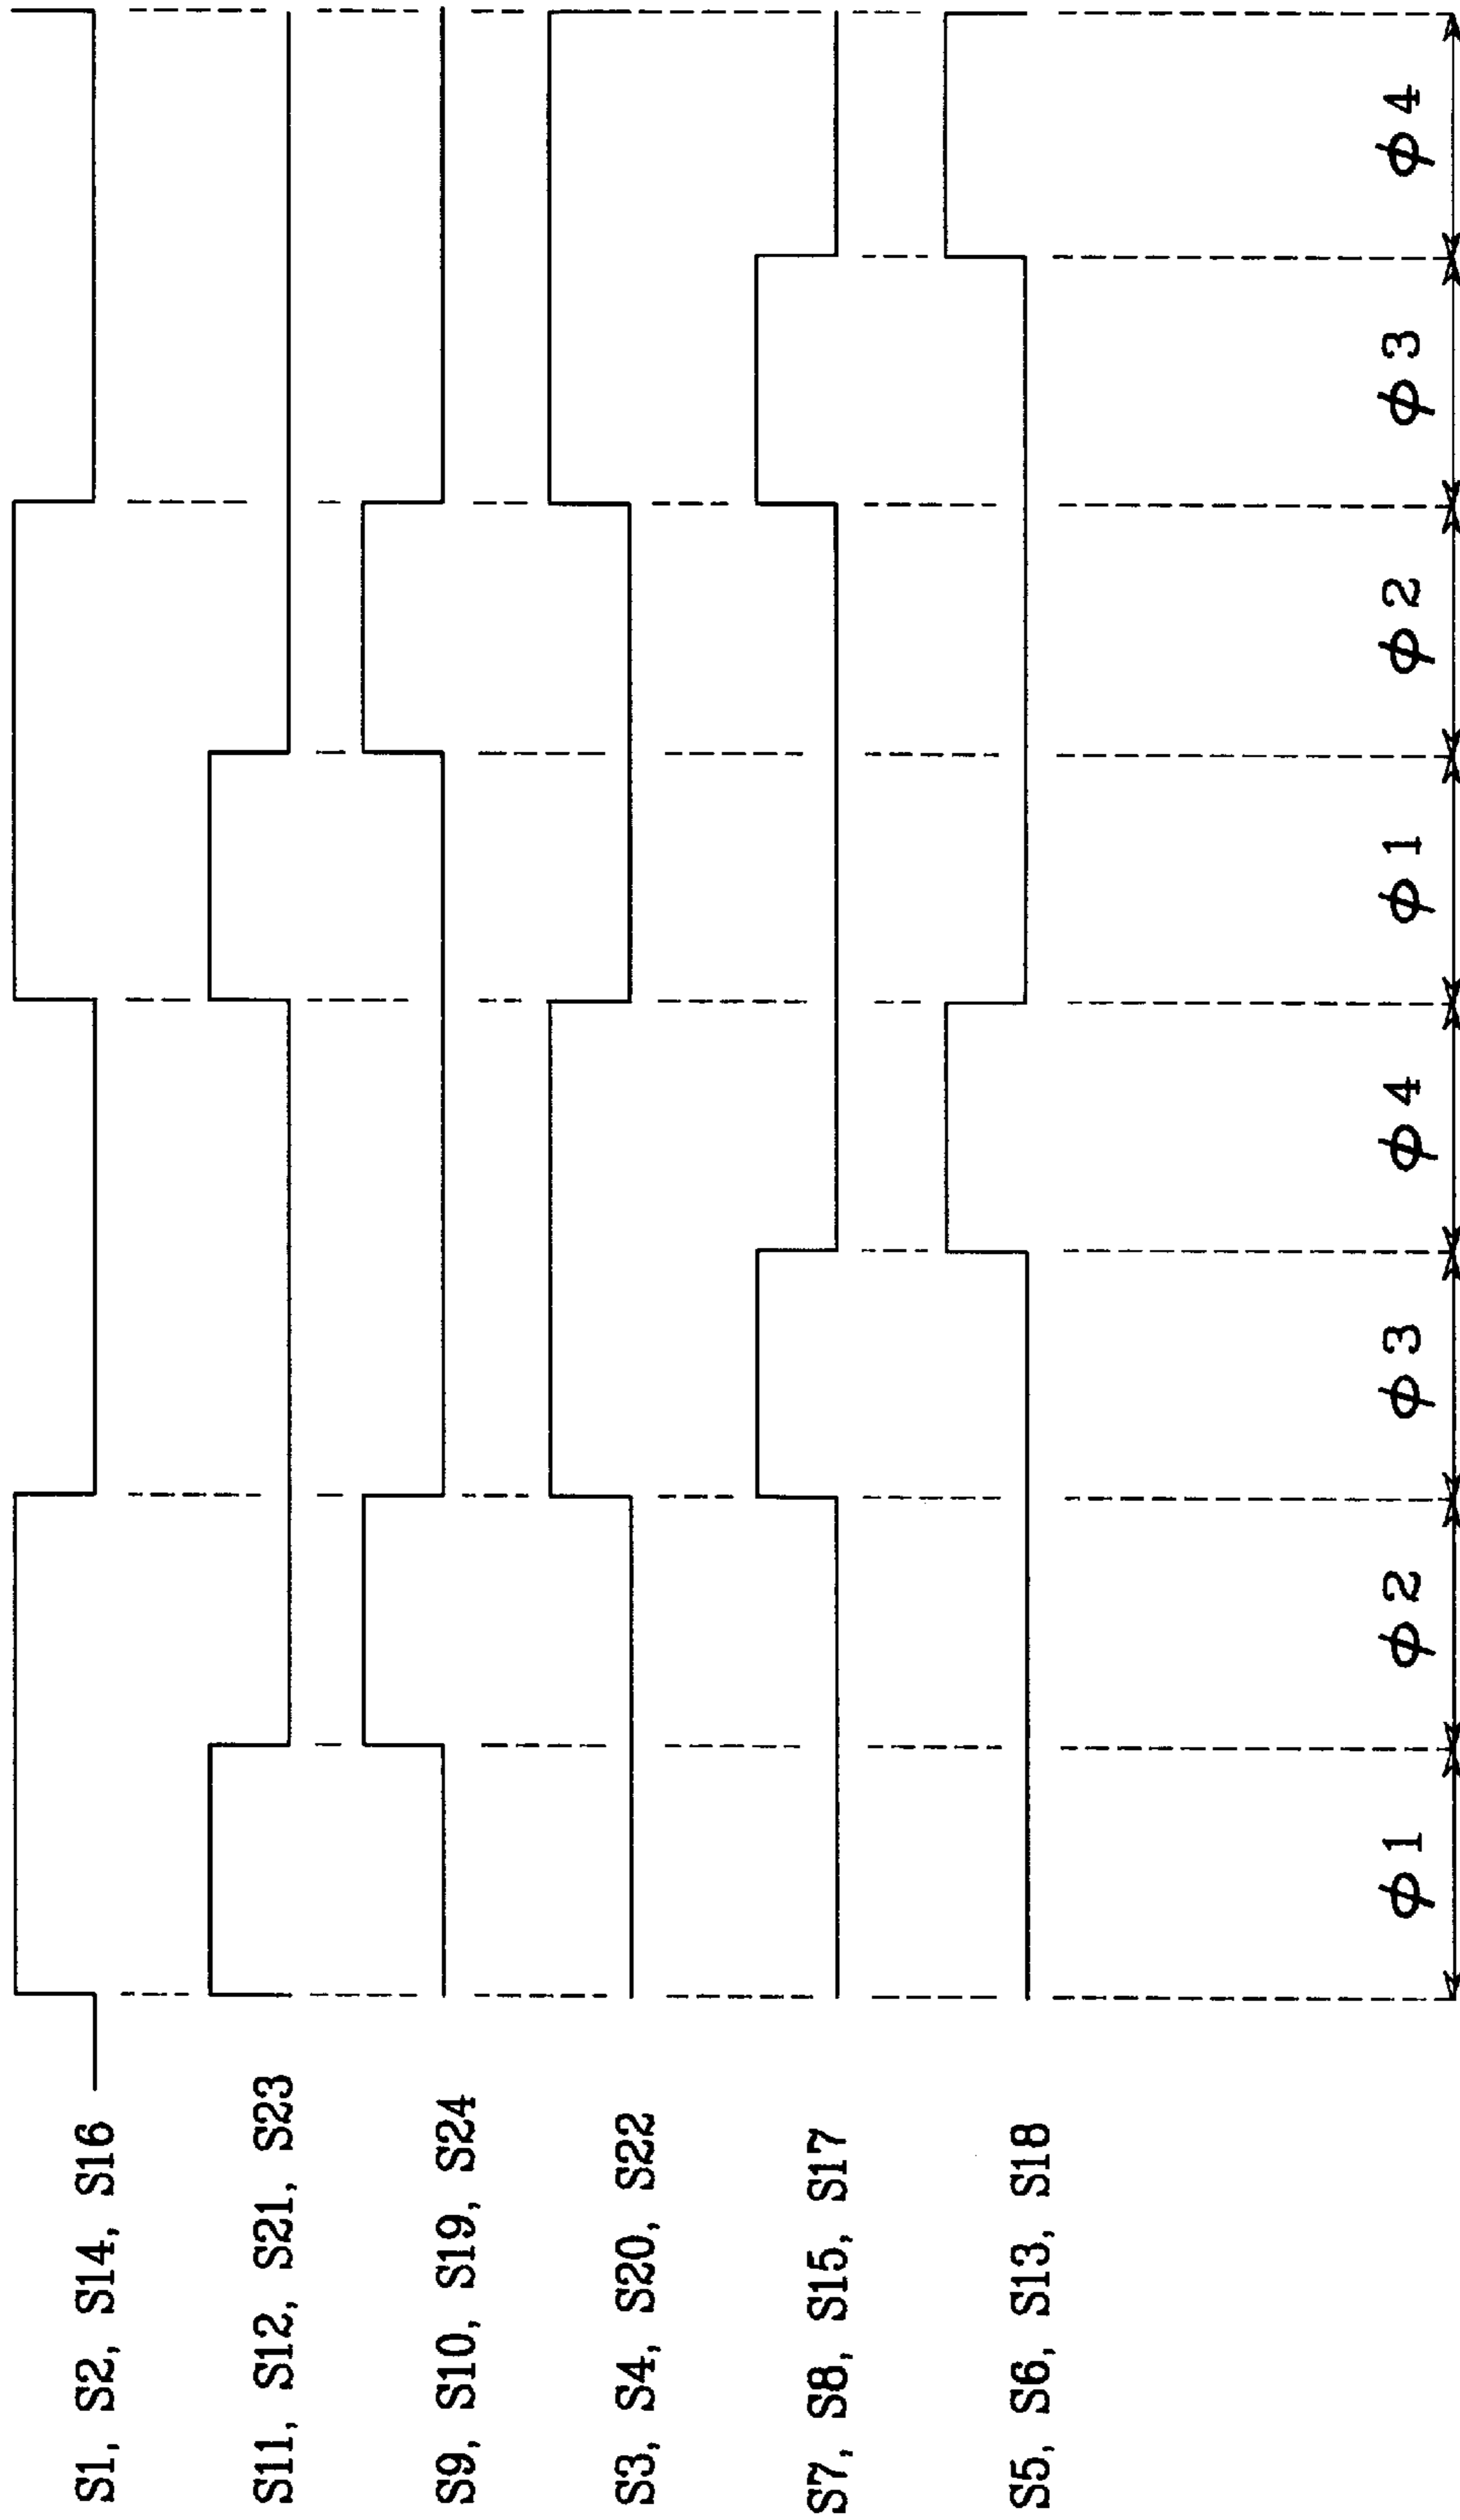 S1, S2, S14, S16
S11, S12, S21, S23
S9, S10, S19, S24
S3, S4, S20, S22
S7, S8, S15, S17
S5, S6, S13, S18
ϕ1 ϕ2 ϕ3 ϕ4 ϕ1 ϕ2 ϕ3 ϕ4